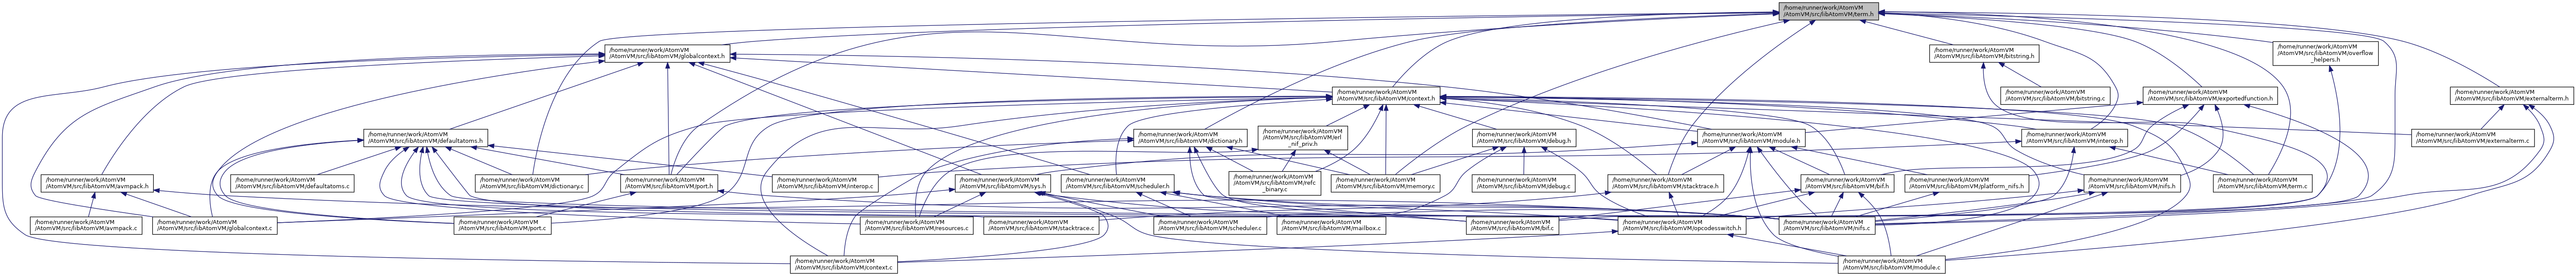 /home/runner/work/AtomVM
/AtomVM/src/libAtomVM/term.h
/home/runner/work/AtomVM
/AtomVM/src/libAtomVM/globalcontext.h
/home/runner/work/AtomVM
/AtomVM/src/libAtomVM/bitstring.h
/home/runner/work/AtomVM
/AtomVM/src/libAtomVM/overflow
_helpers.h
/home/runner/work/AtomVM
/AtomVM/src/libAtomVM/context.h
/home/runner/work/AtomVM
/AtomVM/src/libAtomVM/bitstring.c
/home/runner/work/AtomVM
/AtomVM/src/libAtomVM/exportedfunction.h
/home/runner/work/AtomVM
/AtomVM/src/libAtomVM/externalterm.h
/home/runner/work/AtomVM
/AtomVM/src/libAtomVM/defaultatoms.h
/home/runner/work/AtomVM
/AtomVM/src/libAtomVM/dictionary.h
/home/runner/work/AtomVM
/AtomVM/src/libAtomVM/erl
_nif_priv.h
/home/runner/work/AtomVM
/AtomVM/src/libAtomVM/debug.h
/home/runner/work/AtomVM
/AtomVM/src/libAtomVM/module.h
/home/runner/work/AtomVM
/AtomVM/src/libAtomVM/interop.h
/home/runner/work/AtomVM
/AtomVM/src/libAtomVM/externalterm.c
/home/runner/work/AtomVM
/AtomVM/src/libAtomVM/avmpack.h
/home/runner/work/AtomVM
/AtomVM/src/libAtomVM/defaultatoms.c
/home/runner/work/AtomVM
/AtomVM/src/libAtomVM/dictionary.c
/home/runner/work/AtomVM
/AtomVM/src/libAtomVM/port.h
/home/runner/work/AtomVM
/AtomVM/src/libAtomVM/interop.c
/home/runner/work/AtomVM
/AtomVM/src/libAtomVM/sys.h
/home/runner/work/AtomVM
/AtomVM/src/libAtomVM/scheduler.h
/home/runner/work/AtomVM
/AtomVM/src/libAtomVM/refc
_binary.c
/home/runner/work/AtomVM
/AtomVM/src/libAtomVM/memory.c
/home/runner/work/AtomVM
/AtomVM/src/libAtomVM/debug.c
/home/runner/work/AtomVM
/AtomVM/src/libAtomVM/stacktrace.h
/home/runner/work/AtomVM
/AtomVM/src/libAtomVM/bif.h
/home/runner/work/AtomVM
/AtomVM/src/libAtomVM/platform_nifs.h
/home/runner/work/AtomVM
/AtomVM/src/libAtomVM/nifs.h
/home/runner/work/AtomVM
/AtomVM/src/libAtomVM/term.c
/home/runner/work/AtomVM
/AtomVM/src/libAtomVM/avmpack.c
/home/runner/work/AtomVM
/AtomVM/src/libAtomVM/globalcontext.c
/home/runner/work/AtomVM
/AtomVM/src/libAtomVM/port.c
/home/runner/work/AtomVM
/AtomVM/src/libAtomVM/resources.c
/home/runner/work/AtomVM
/AtomVM/src/libAtomVM/stacktrace.c
/home/runner/work/AtomVM
/AtomVM/src/libAtomVM/scheduler.c
/home/runner/work/AtomVM
/AtomVM/src/libAtomVM/mailbox.c
/home/runner/work/AtomVM
/AtomVM/src/libAtomVM/bif.c
/home/runner/work/AtomVM
/AtomVM/src/libAtomVM/opcodesswitch.h
/home/runner/work/AtomVM
/AtomVM/src/libAtomVM/nifs.c
/home/runner/work/AtomVM
/AtomVM/src/libAtomVM/context.c
/home/runner/work/AtomVM
/AtomVM/src/libAtomVM/module.c